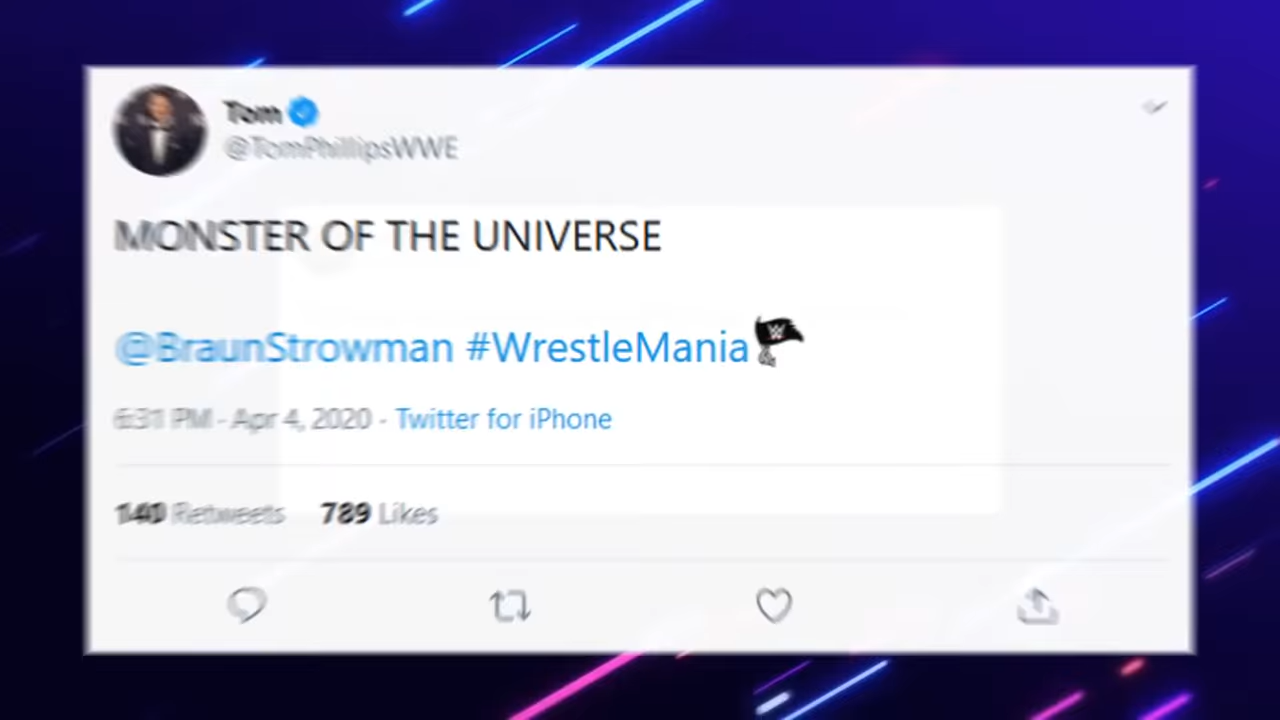 Tom
@TomPhillipsWWE
MONSTER OF THE UNIVERSE
@BraunStrowman #WrestleMania
6:31 PM - Apr 4, 2020 - Twitter for iPhone
140 Retweets 789 Likes